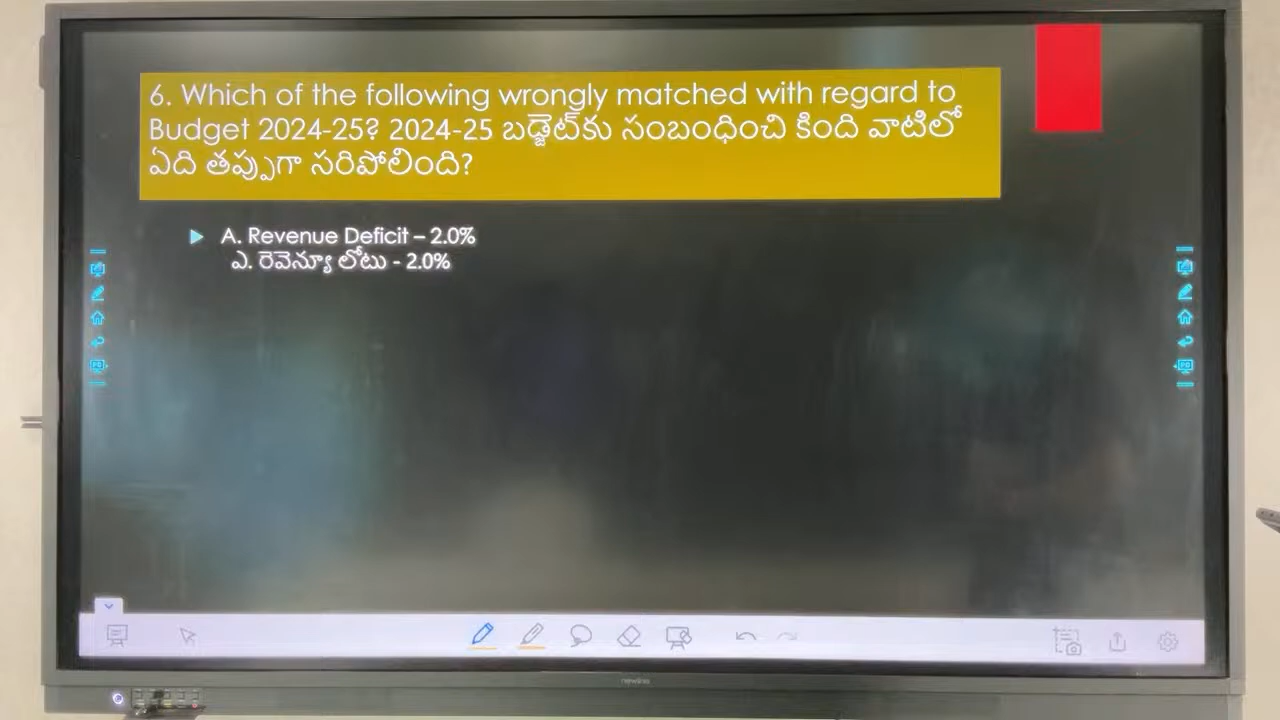 6. Which of the following wrongly matched with regard to
Budget 2024-25? 2024-25 బడ్జెట్‌కు సంబంధించి కింది వాటిలో
ఏది తప్పుగా సరిపోలింది?
A. Revenue Deficit – 2.0%
ఎ. రెవెన్యూ లోటు - 2.0%
newline